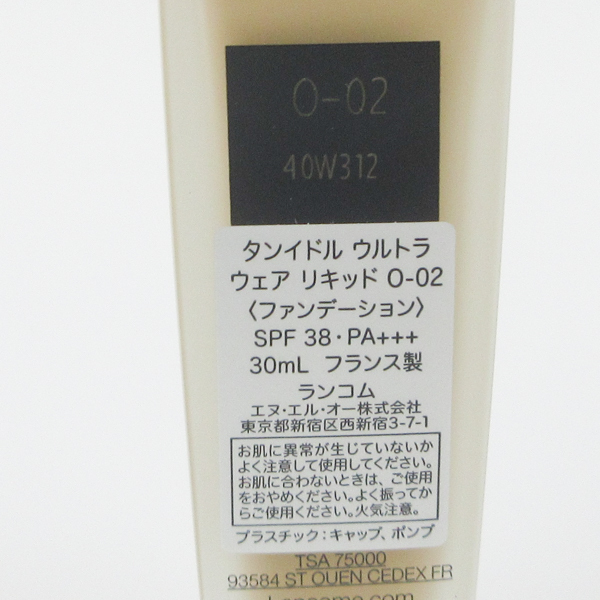 O-02
40W312
タンイドル ウルトラ
ウェア リキッド O-02
〈ファンデーション〉
SPF 38・PA+++
30mL フランス製
ランコム
エヌ・エル・オー株式会社
東京都新宿区西新宿3-7-1
お肌に異常が生じていないか
よく注意して使用してください。
お肌に合わないときは、ご使用
をおやめください。よく振ってか
らご使用ください。火気注意。
プラスチック：キャップ、ポンプ
TSA 75000
93584 ST OUEN CEDEX FR